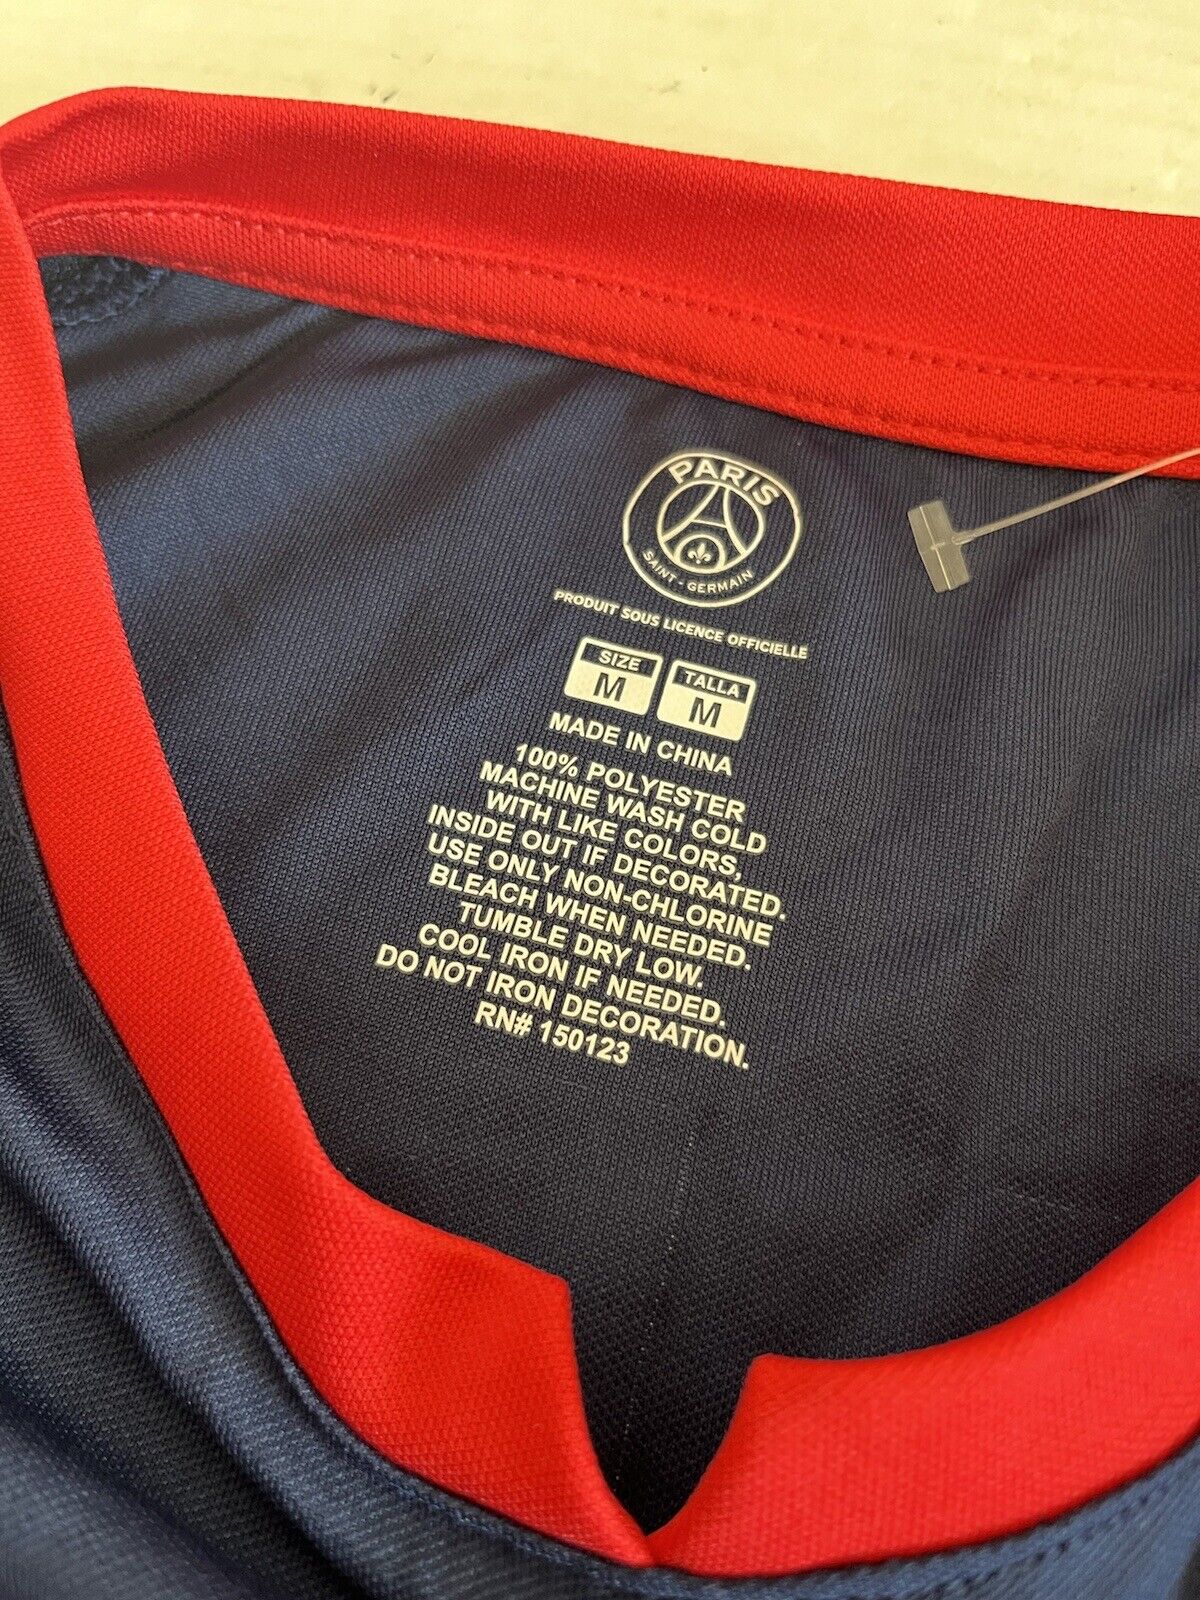 PARIS
SAINT-GERMAIN
PRODUIT SOUS LICENCE OFFICIELLE
SIZE TALLA
M M
MADE IN CHINA
100% POLYESTER
MACHINE WASH COLD
WITH LIKE COLORS,
INSIDE OUT IF DECORATED.
USE ONLY NON-CHLORINE
BLEACH WHEN NEEDED.
TUMBLE DRY LOW.
COOL IRON IF NEEDED.
DO NOT IRON DECORATION.
RN# 150123